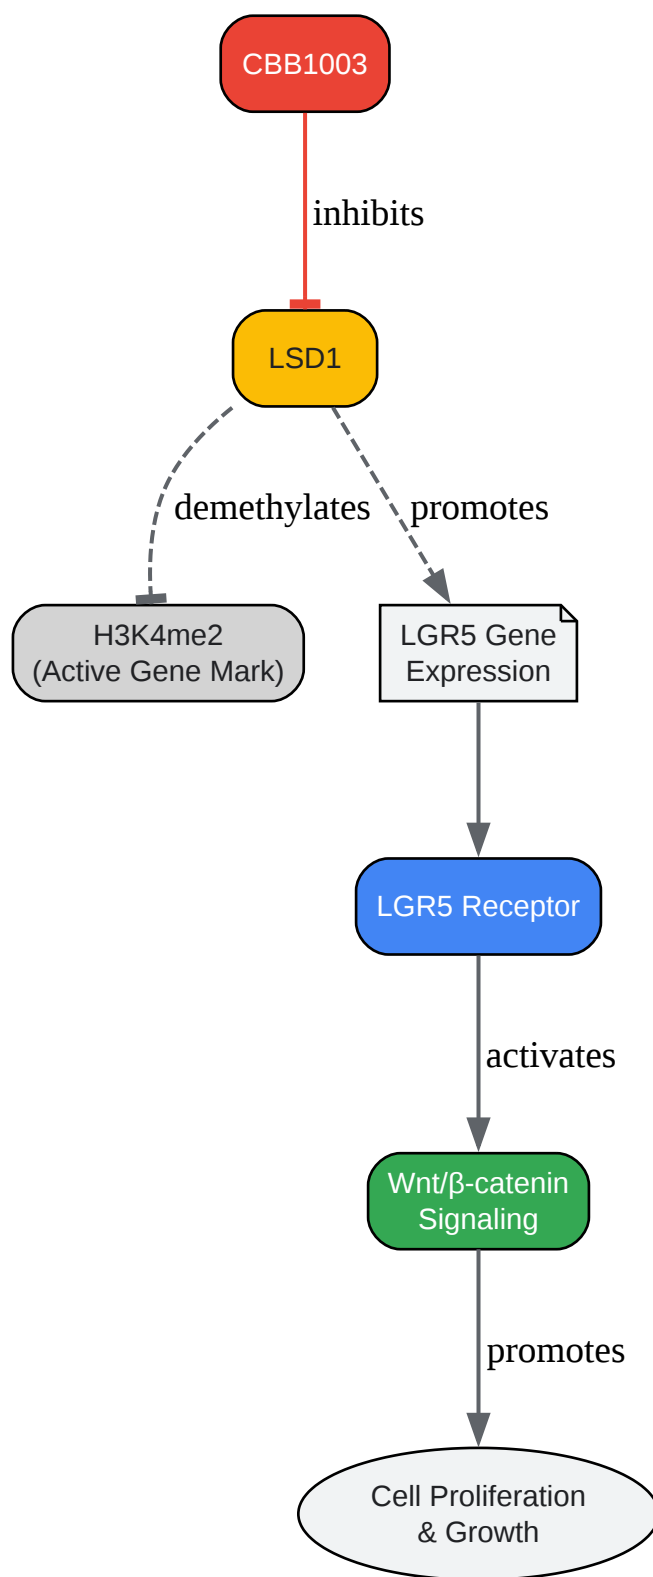 CBB1003
inhibits
LSD1
demethylates
promotes
H3K4me2
(Active Gene Mark)
LGR5 Gene
Expression
LGR5 Receptor
activates
Wnt/β-catenin
Signaling
promotes
Cell Proliferation
& Growth